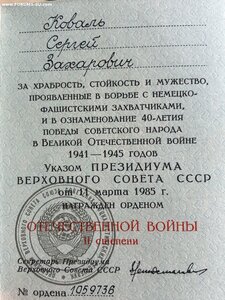 Коваль
Сергей
Захарович
ЗА ХРАБРОСТЬ, СТОЙКОСТЬ И МУЖЕСТВО,
ПРОЯВЛЕННЫЕ В БОРЬБЕ С НЕМЕЦКО-
ФАШИСТСКИМИ ЗАХВАТЧИКАМИ,
И В ОЗНАМЕНОВАНИЕ 40-ЛЕТИЯ
ПОБЕДЫ СОВЕТСКОГО НАРОДА
В ВЕЛИКОЙ ОТЕЧЕСТВЕННОЙ ВОЙНЕ
1941—1945 ГОДОВ
Указом ПРЕЗИДИУМА
ВЕРХОВНОГО СОВЕТА СССР
от 11 марта 1985 г.
НАГРАЖДЕН ОРДЕНОМ
ОТЕЧЕСТВЕННОЙ ВОЙНЫ
II степени
Секретарь Президиума
Верховного Совета СССР
№ ордена 1059738